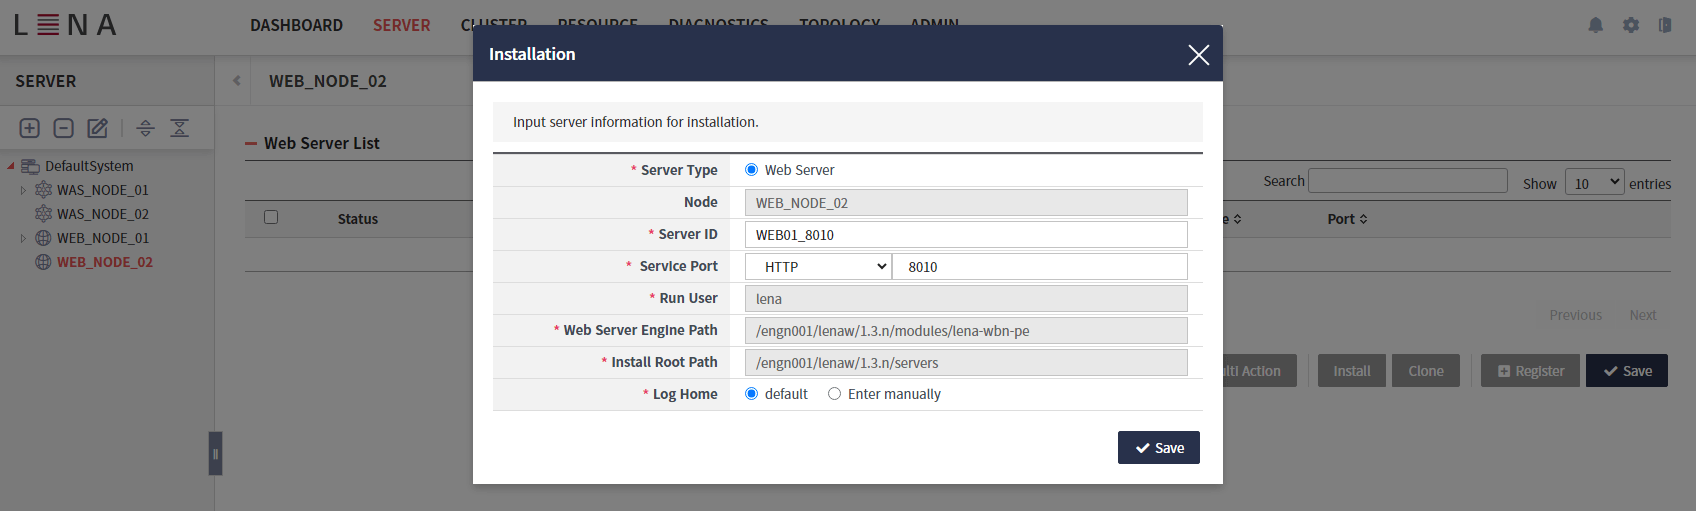 LENA DASHBOARD SERVER CLUSTER RESOURCE DIAGNOSTICS TOPOLOGY ADMIN
SERVER
WEB_NODE_02
DefaultSystem
WAS_NODE_01
WAS_NODE_02
WEB_NODE_01
WEB_NODE_02
Web Server List
Search
Show 10 entries
Status
Port
Previous Next
Action
Install
Clone
Register
Save
Installation
Input server information for installation.
* Server Type Web Server
Node WEB_NODE_02
* Server ID WEB01_8010
* Service Port HTTP 8010
* Run User lena
* Web Server Engine Path /engn001/lenaw/1.3.n/modules/lena-wbn-pe
* Install Root Path /engn001/lenaw/1.3.n/servers
* Log Home default Enter manually
Save